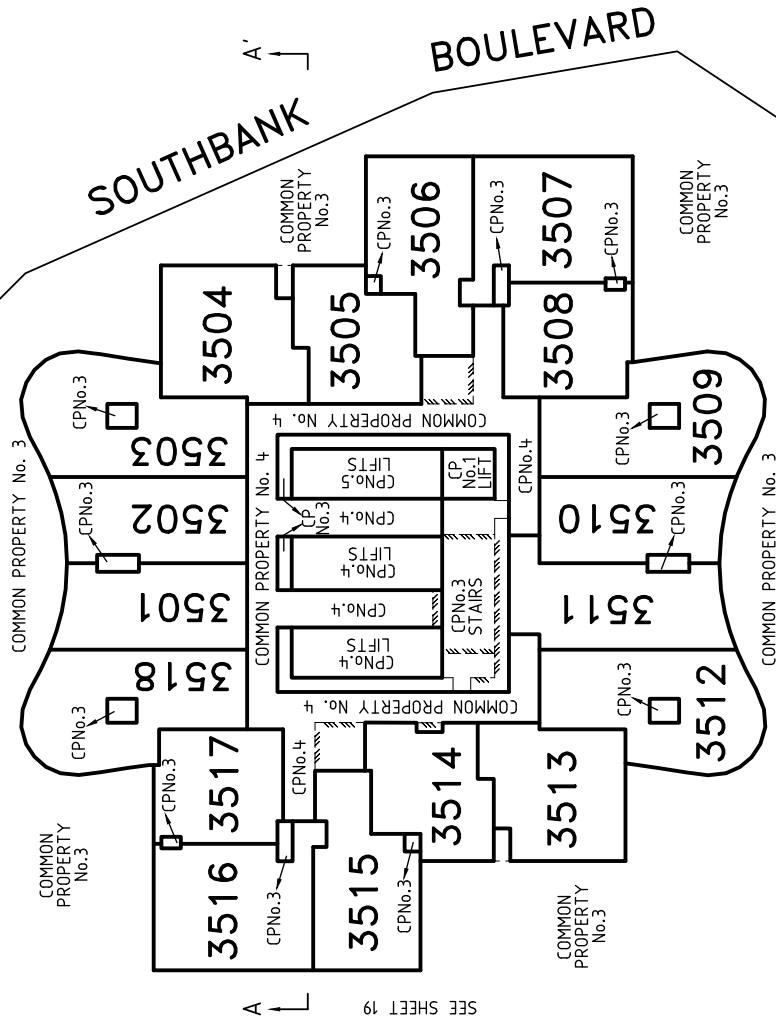 A'
BOULEVARD
SOUTHBANK
COMMON
PROPERTY
No.3
COMMON
PROPERTY
No.3
3506
CPNo.3
3507
CPNo.3
CPNo.3
3504
3505
3508
3503
CPNo.3
3509
CPNo.3
COMMON PROPERTY No. 4
COMMON PROPERTY No. 3
3502
CPNo.3
COMMON PROPERTY No. 4
CPNo.5
LIFTS
CP
No.1
LIFT
CPNo.4
3510
CPNo.3
COMMON PROPERTY No. 3
CP
No.3
CPNo.4
CPNo.4
LIFTS
CPNo.3
STAIRS
3501
CPNo.4
3511
CPNo.4
LIFTS
3518
CPNo.3
COMMON PROPERTY No. 4
3512
CPNo.3
3517
CPNo.3
CPNo.4
3514
3513
3516
CPNo.3
3515
CPNo.3
COMMON
PROPERTY
No.3
COMMON
PROPERTY
No.3
A
SEE SHEET 19